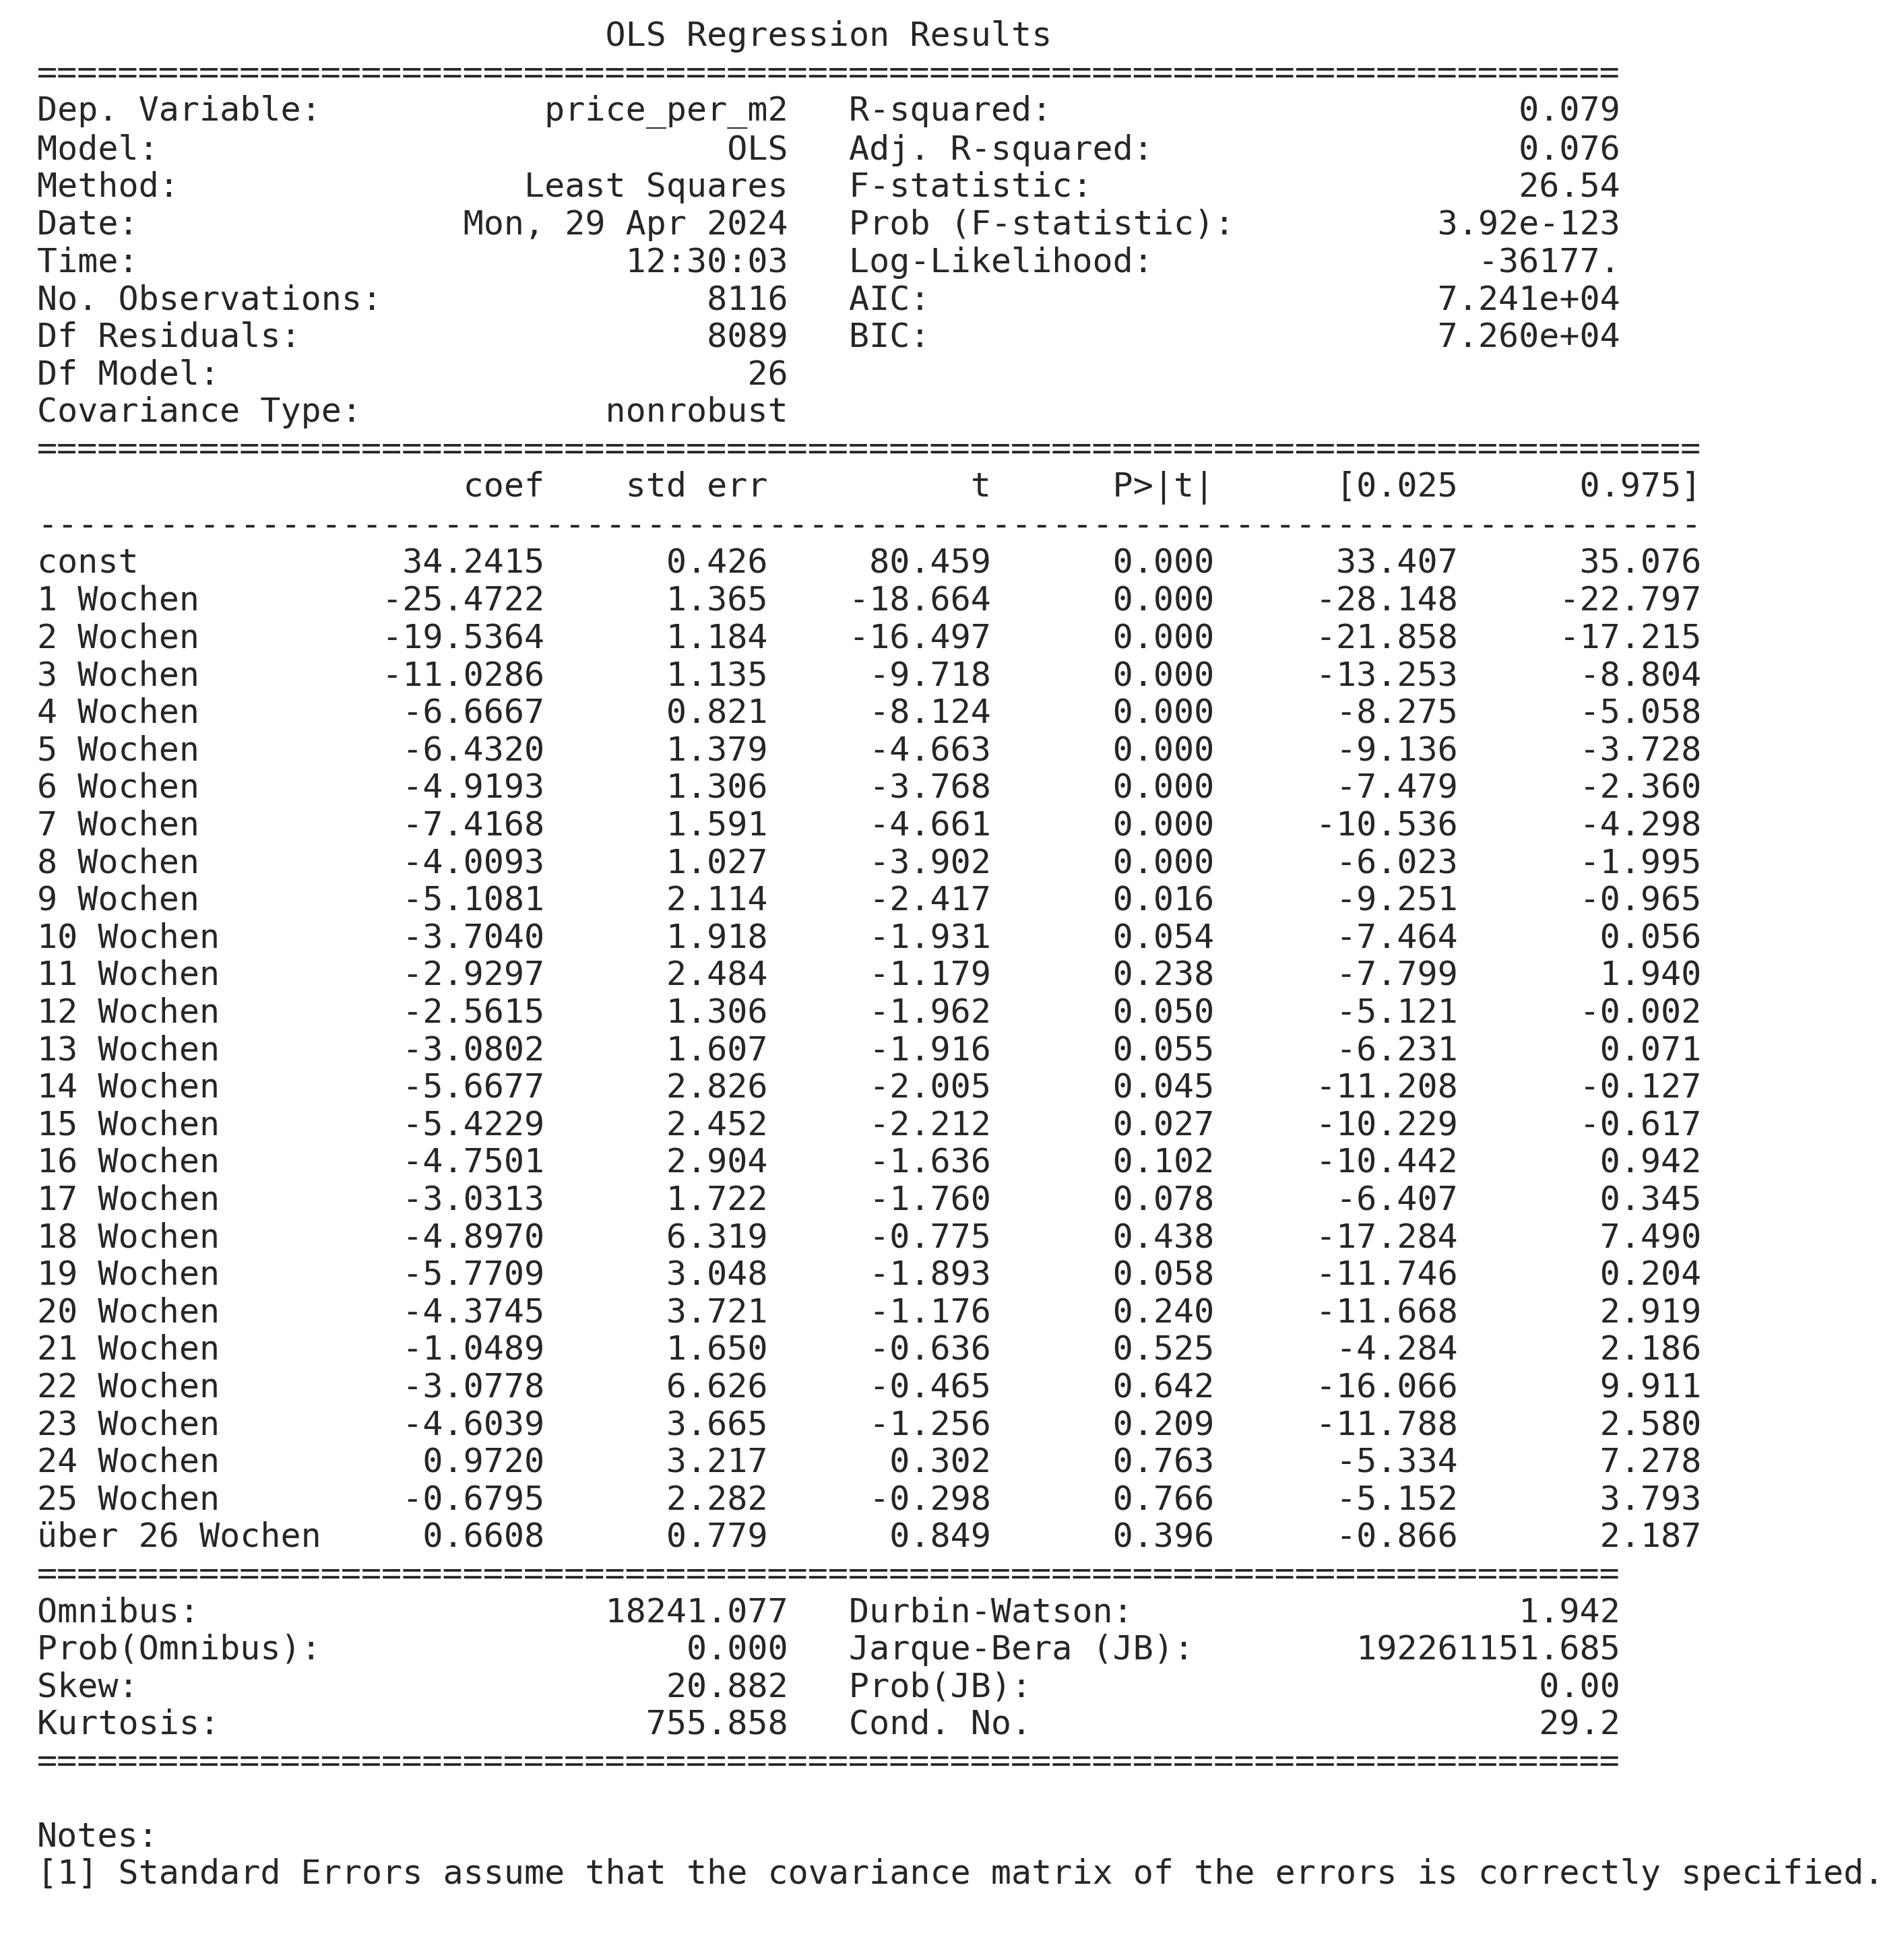 OLS Regression Results
==============================================================================
Dep. Variable:           price_per_m2   R-squared:                       0.079
Model:                            OLS   Adj. R-squared:                  0.076
Method:                 Least Squares   F-statistic:                     26.54
Date:                Mon, 29 Apr 2024   Prob (F-statistic):          3.92e-123
Time:                        12:30:03   Log-Likelihood:                -36177.
No. Observations:                8116   AIC:                         7.241e+04
Df Residuals:                    8089   BIC:                         7.260e+04
Df Model:                          26
Covariance Type:            nonrobust
==================================================================================
                     coef    std err          t      P>|t|      [0.025      0.975]
----------------------------------------------------------------------------------
const             34.2415      0.426     80.459      0.000      33.407      35.076
1 Wochen         -25.4722      1.365    -18.664      0.000     -28.148     -22.797
2 Wochen         -19.5364      1.184    -16.497      0.000     -21.858     -17.215
3 Wochen         -11.0286      1.135     -9.718      0.000     -13.253      -8.804
4 Wochen          -6.6667      0.821     -8.124      0.000      -8.275      -5.058
5 Wochen          -6.4320      1.379     -4.663      0.000      -9.136      -3.728
6 Wochen          -4.9193      1.306     -3.768      0.000      -7.479      -2.360
7 Wochen          -7.4168      1.591     -4.661      0.000     -10.536      -4.298
8 Wochen          -4.0093      1.027     -3.902      0.000      -6.023      -1.995
9 Wochen          -5.1081      2.114     -2.417      0.016      -9.251      -0.965
10 Wochen         -3.7040      1.918     -1.931      0.054      -7.464       0.056
11 Wochen         -2.9297      2.484     -1.179      0.238      -7.799       1.940
12 Wochen         -2.5615      1.306     -1.962      0.050      -5.121      -0.002
13 Wochen         -3.0802      1.607     -1.916      0.055      -6.231       0.071
14 Wochen         -5.6677      2.826     -2.005      0.045     -11.208      -0.127
15 Wochen         -5.4229      2.452     -2.212      0.027     -10.229      -0.617
16 Wochen         -4.7501      2.904     -1.636      0.102     -10.442       0.942
17 Wochen         -3.0313      1.722     -1.760      0.078      -6.407       0.345
18 Wochen         -4.8970      6.319     -0.775      0.438     -17.284       7.490
19 Wochen         -5.7709      3.048     -1.893      0.058     -11.746       0.204
20 Wochen         -4.3745      3.721     -1.176      0.240     -11.668       2.919
21 Wochen         -1.0489      1.650     -0.636      0.525      -4.284       2.186
22 Wochen         -3.0778      6.626     -0.465      0.642     -16.066       9.911
23 Wochen         -4.6039      3.665     -1.256      0.209     -11.788       2.580
24 Wochen          0.9720      3.217      0.302      0.763      -5.334       7.278
25 Wochen         -0.6795      2.282     -0.298      0.766      -5.152       3.793
über 26 Wochen     0.6608      0.779      0.849      0.396      -0.866       2.187
==============================================================================
Omnibus:                    18241.077   Durbin-Watson:                   1.942
Prob(Omnibus):                  0.000   Jarque-Bera (JB):        192261151.685
Skew:                          20.882   Prob(JB):                         0.00
Kurtosis:                     755.858   Cond. No.                         29.2
==============================================================================
Notes:
[1] Standard Errors assume that the covariance matrix of the errors is correctly specified.